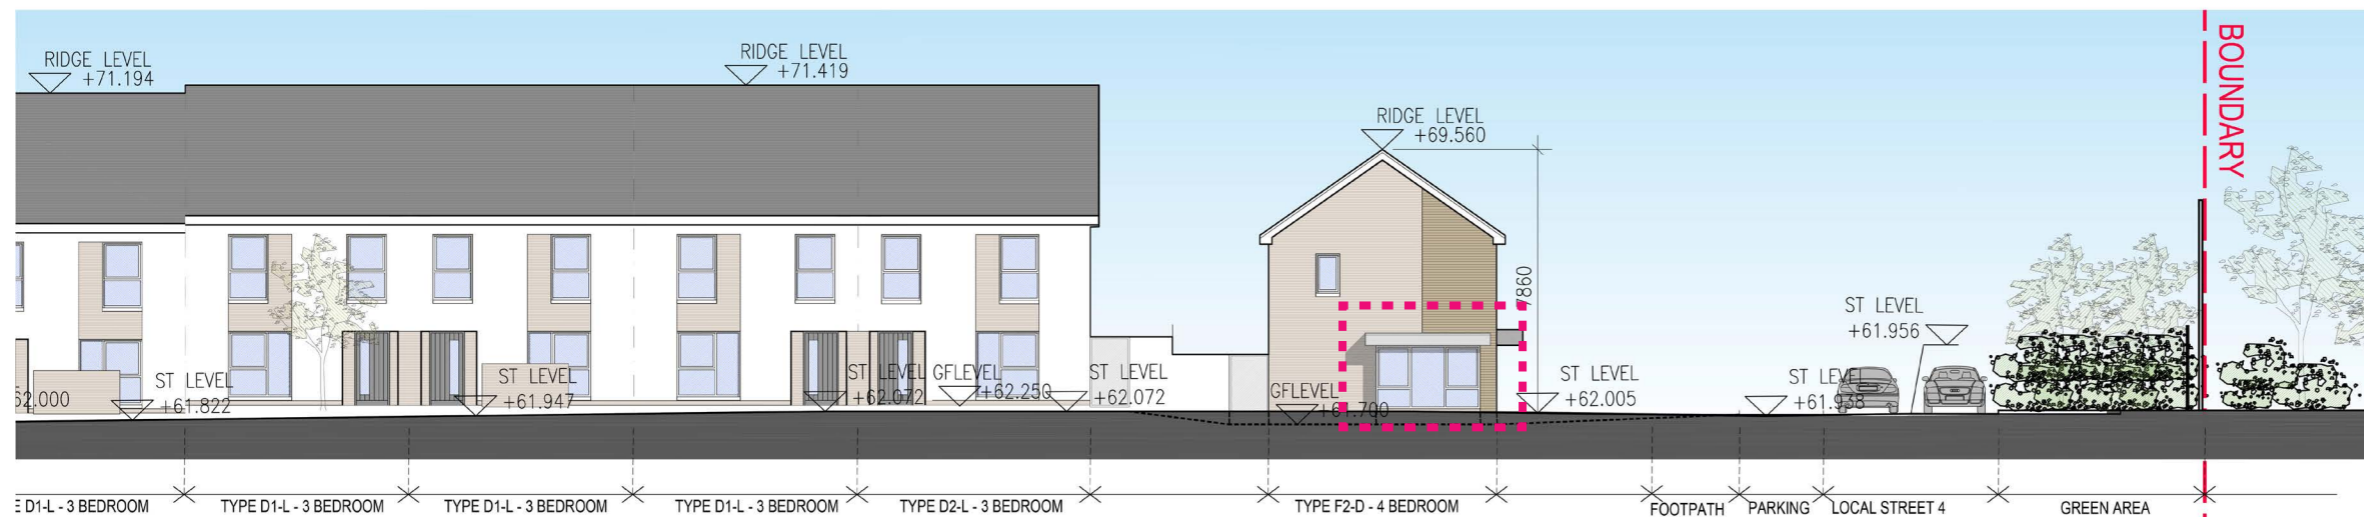 RIDGE LEVEL
+71.194
RIDGE LEVEL
+71.419
RIDGE LEVEL
+69.560
BOUNDARY
7860
ST LEVEL
+61.956
ST LEVEL
+61.822
ST LEVEL
+61.947
ST LEVEL
+62.072
GFLEVEL
+62.250
ST LEVEL
+62.072
GFLEVEL
ST LEVEL
+62.005
ST LEVEL
+61.938
D1-L - 3 BEDROOM
TYPE D1-L - 3 BEDROOM
TYPE D1-L - 3 BEDROOM
TYPE D1-L - 3 BEDROOM
TYPE D2-L - 3 BEDROOM
TYPE F2-D - 4 BEDROOM
FOOTPATH
PARKING
LOCAL STREET 4
GREEN AREA